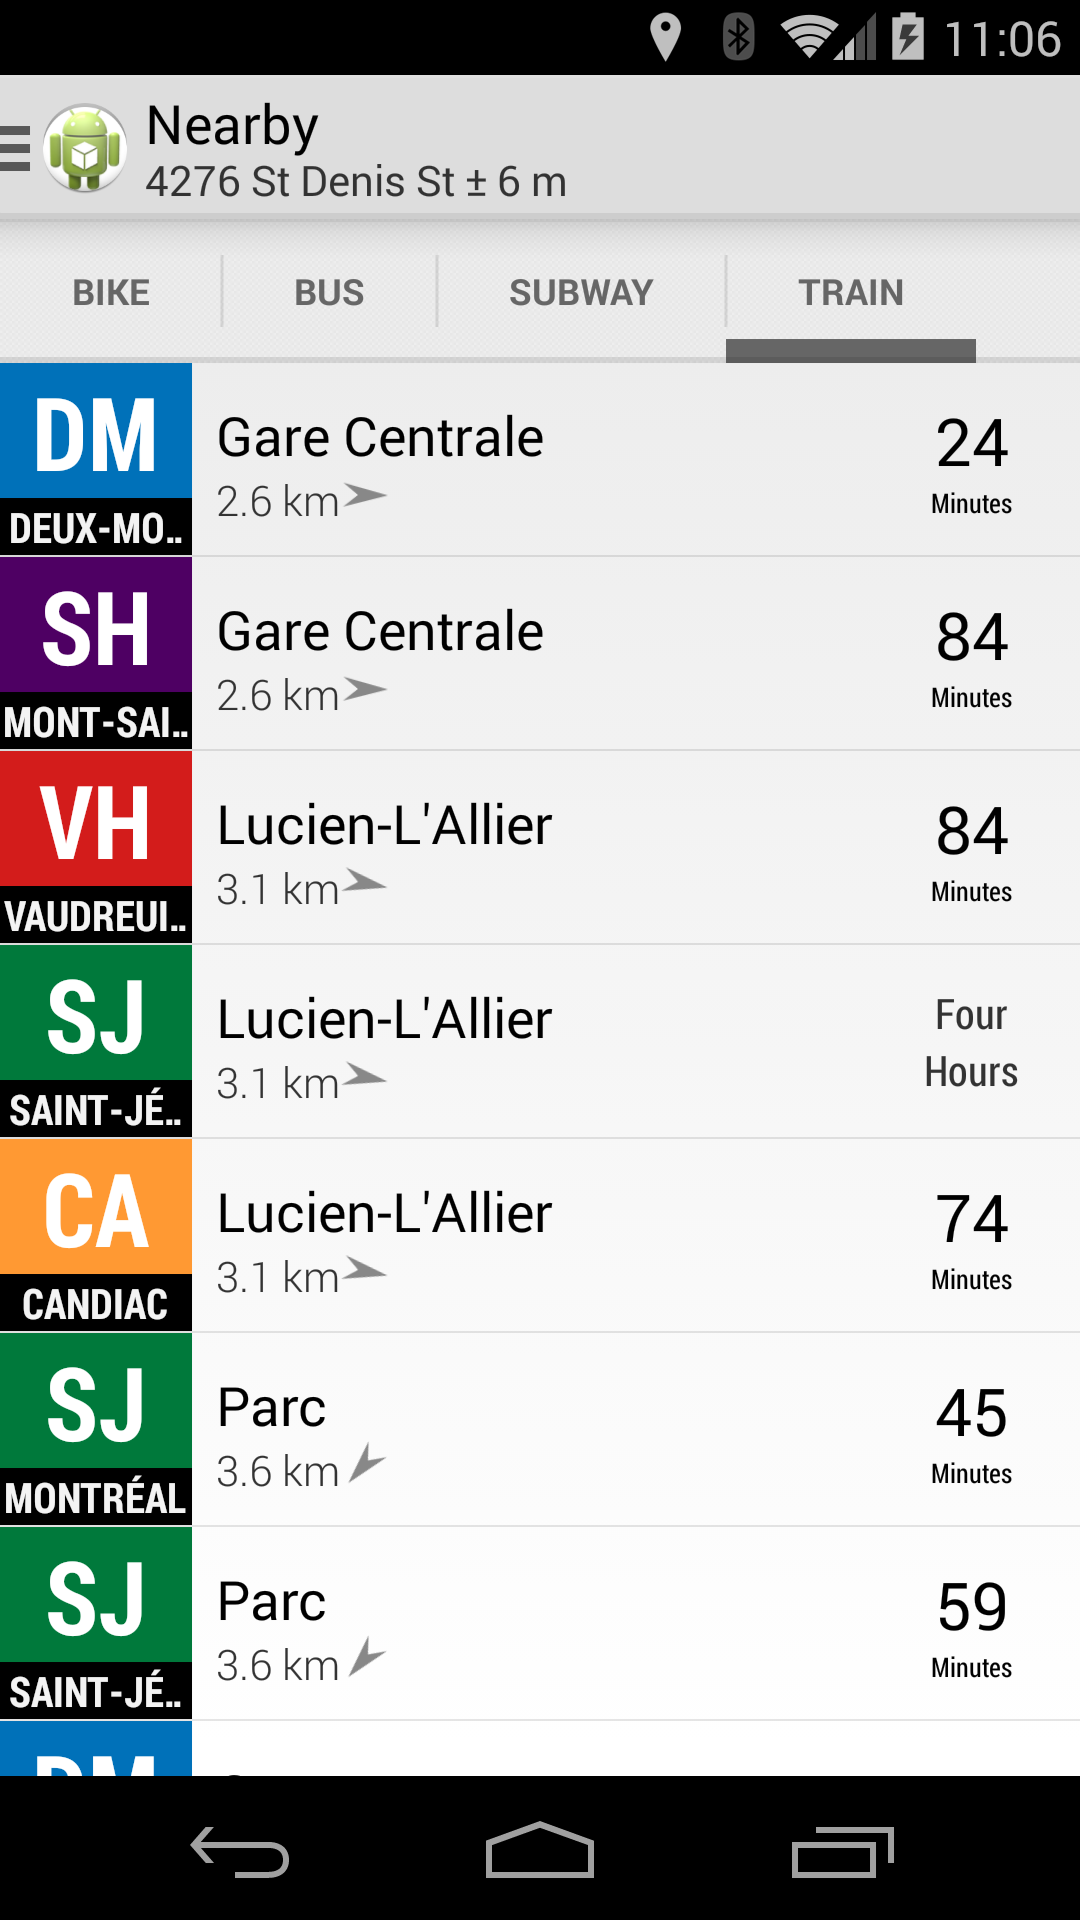 11:06
Nearby
4276 St Denis St ± 6 m
BIKE
BUS
SUBWAY
TRAIN
DM
DEUX-MO..
Gare Centrale
2.6 km
24
Minutes
SH
MONT-SAI..
Gare Centrale
2.6 km
84
Minutes
VH
VAUDREUI..
Lucien-L'Allier
3.1 km
84
Minutes
SJ
SAINT-JÉ..
Lucien-L'Allier
3.1 km
Four
Hours
CA
CANDIAC
Lucien-L'Allier
3.1 km
74
Minutes
SJ
MONTRÉAL
Parc
3.6 km
45
Minutes
SJ
SAINT-JÉ..
Parc
3.6 km
59
Minutes
DM